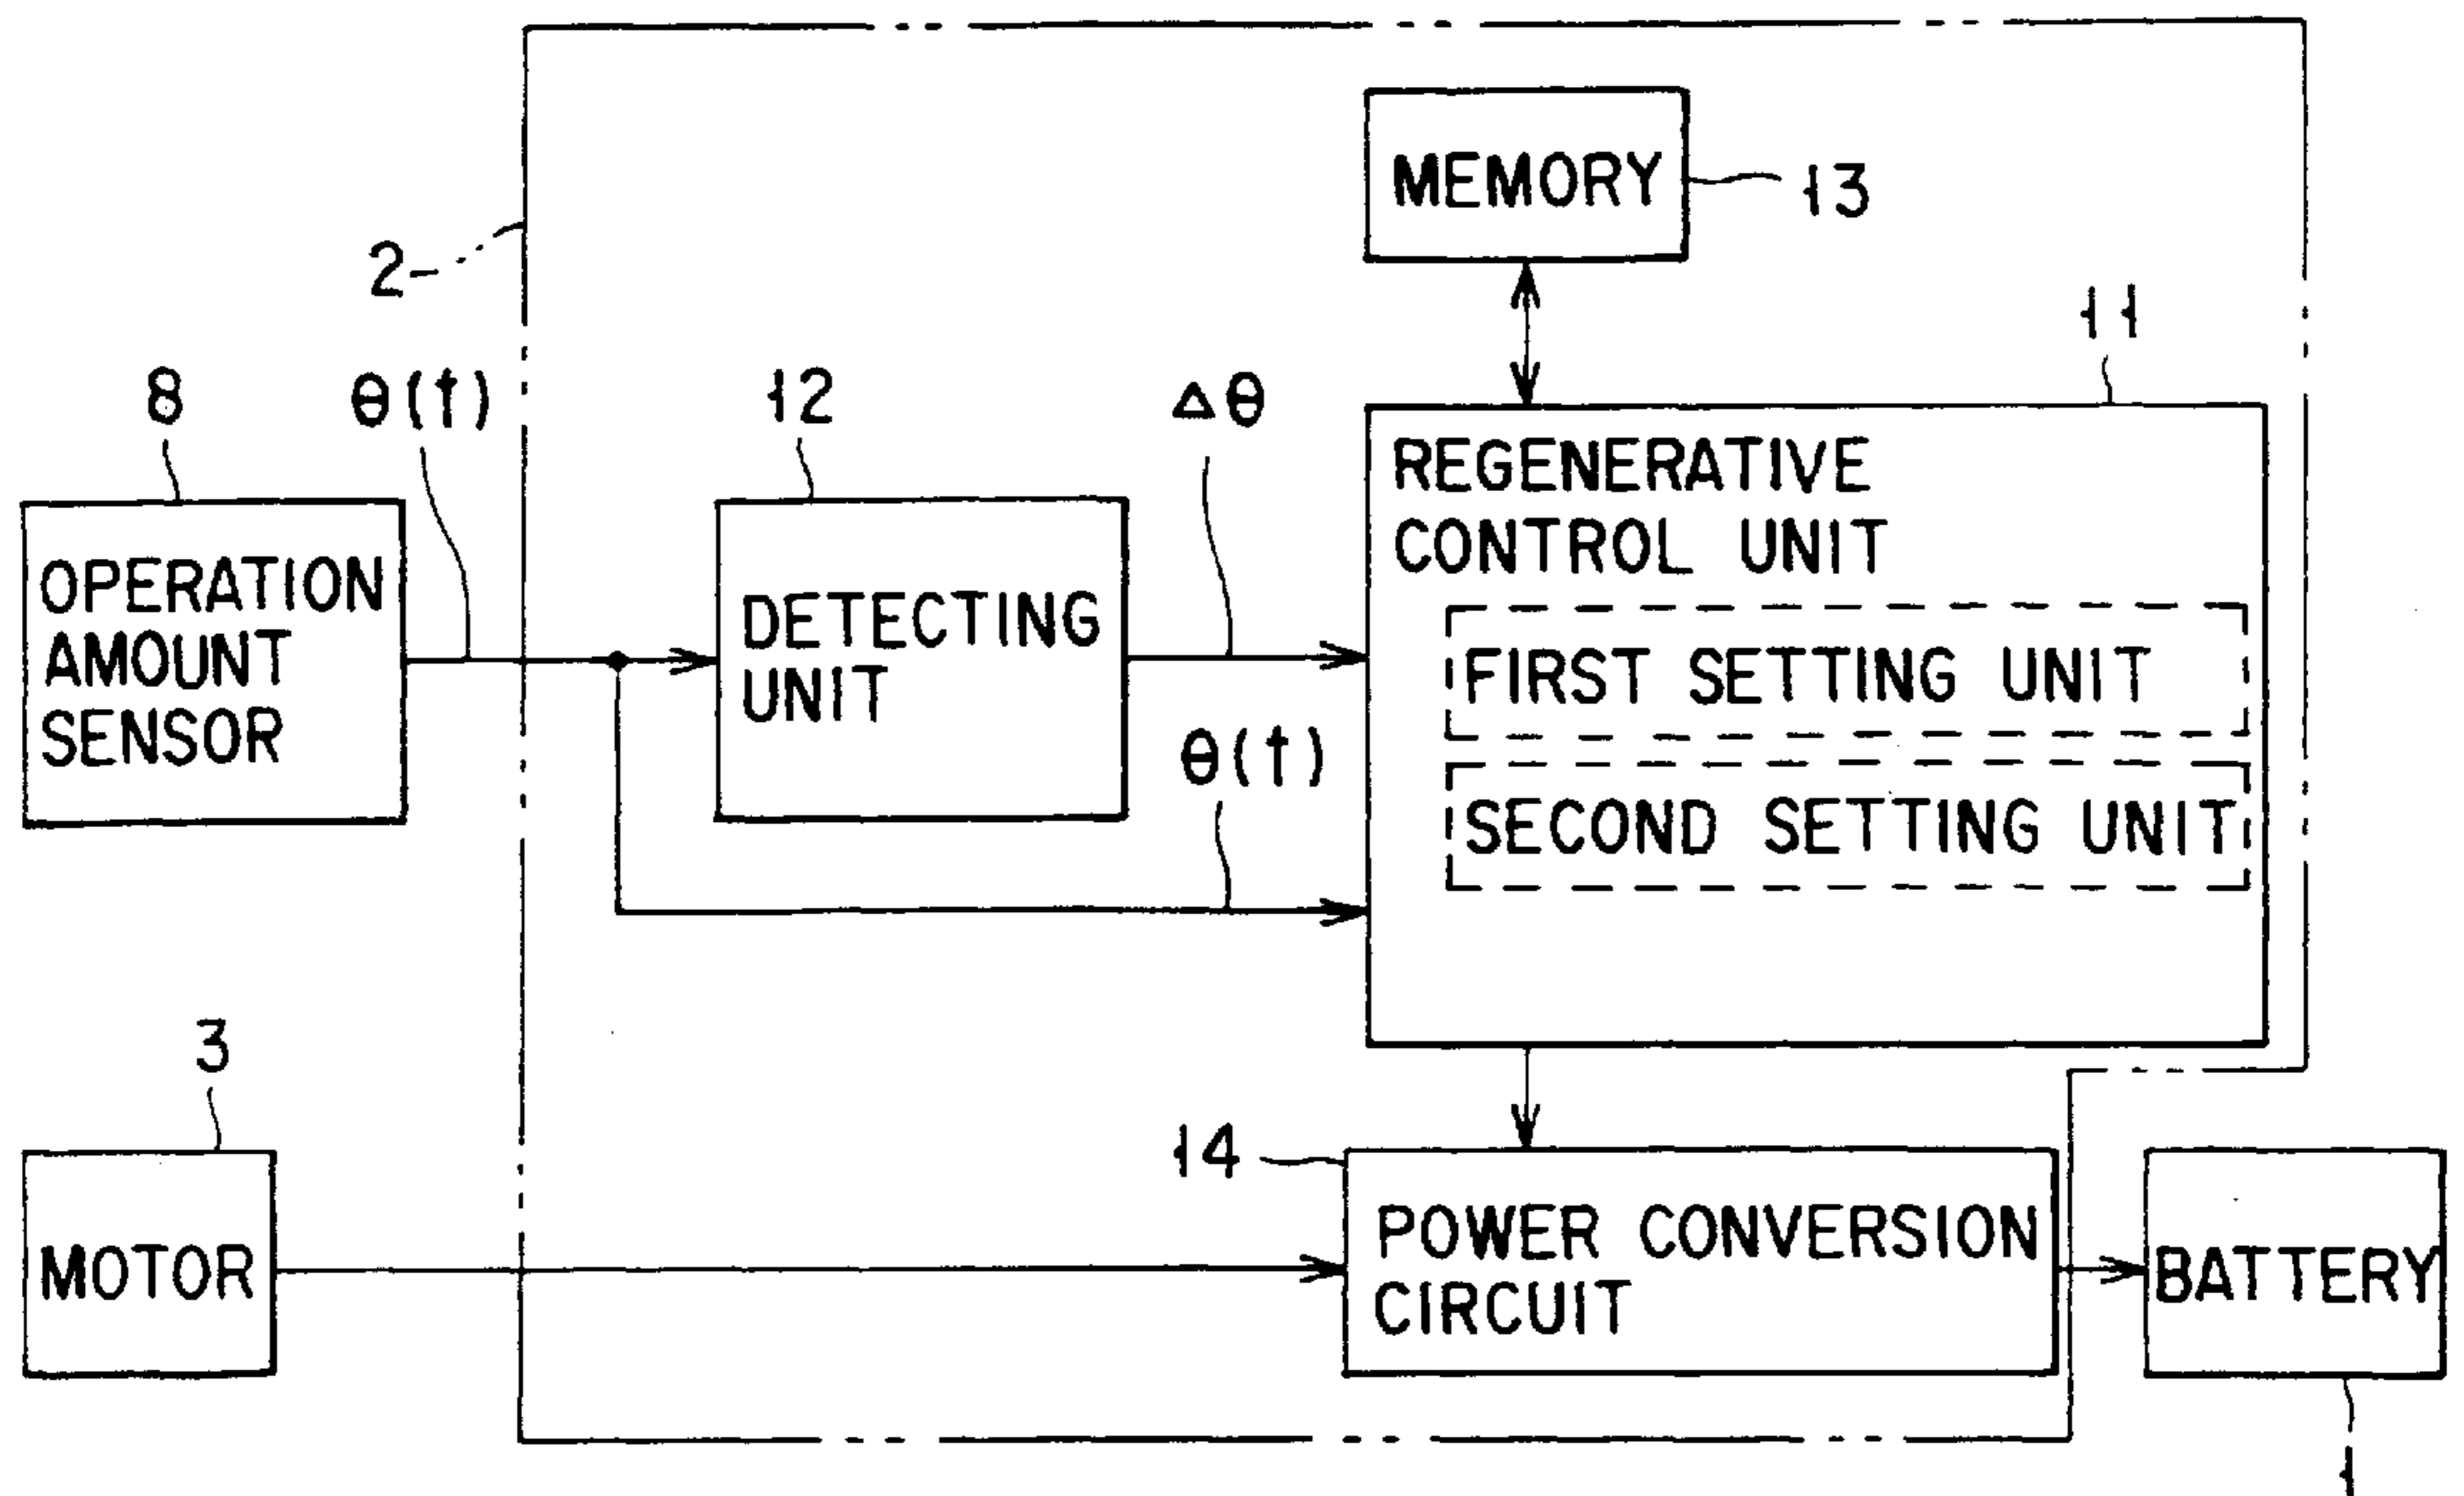 MEMORY
13
2
11
8
θ(t)
12
Δθ
REGENERATIVE
CONTROL UNIT
OPERATION
AMOUNT
SENSOR
DETECTING
UNIT
FIRST SETTING UNIT
θ(t)
SECOND SETTING UNIT
3
14
MOTOR
POWER CONVERSION
CIRCUIT
BATTERY
1